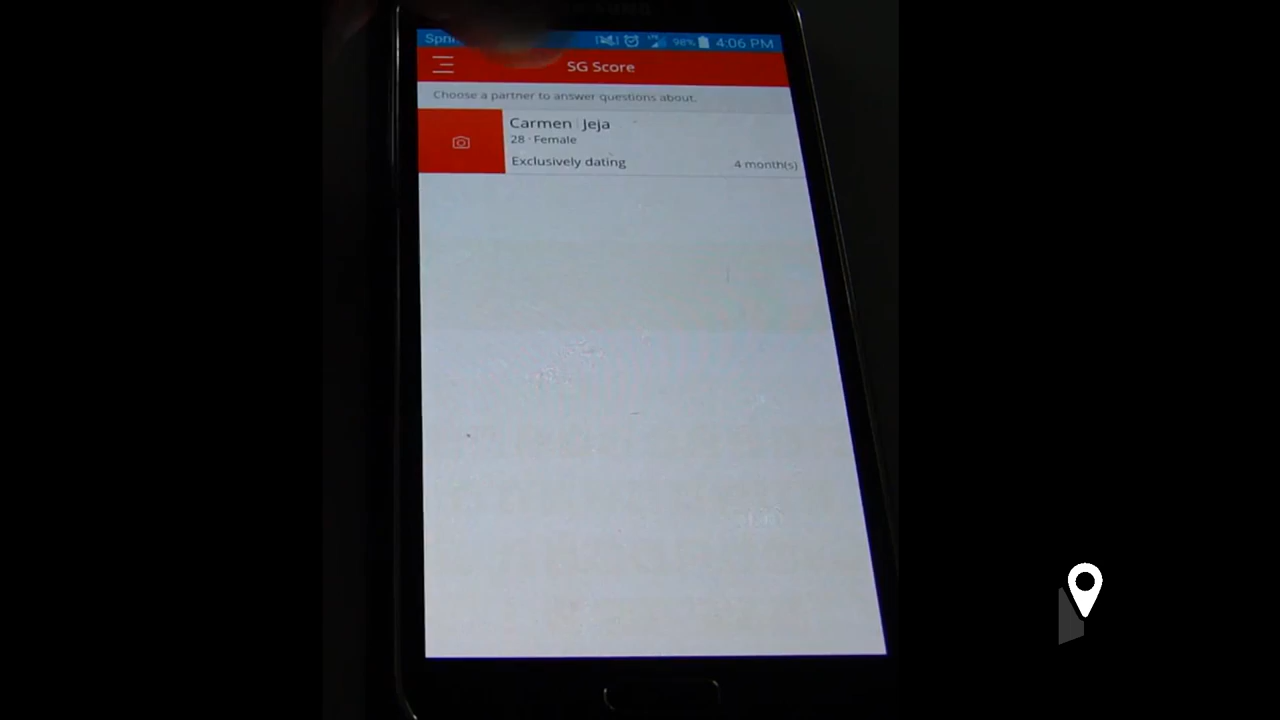 4:06 PM
98%
SG Score
Choose a partner to answer questions about.
Carmen Jeja
28 · Female
Exclusively dating
4 month(s)